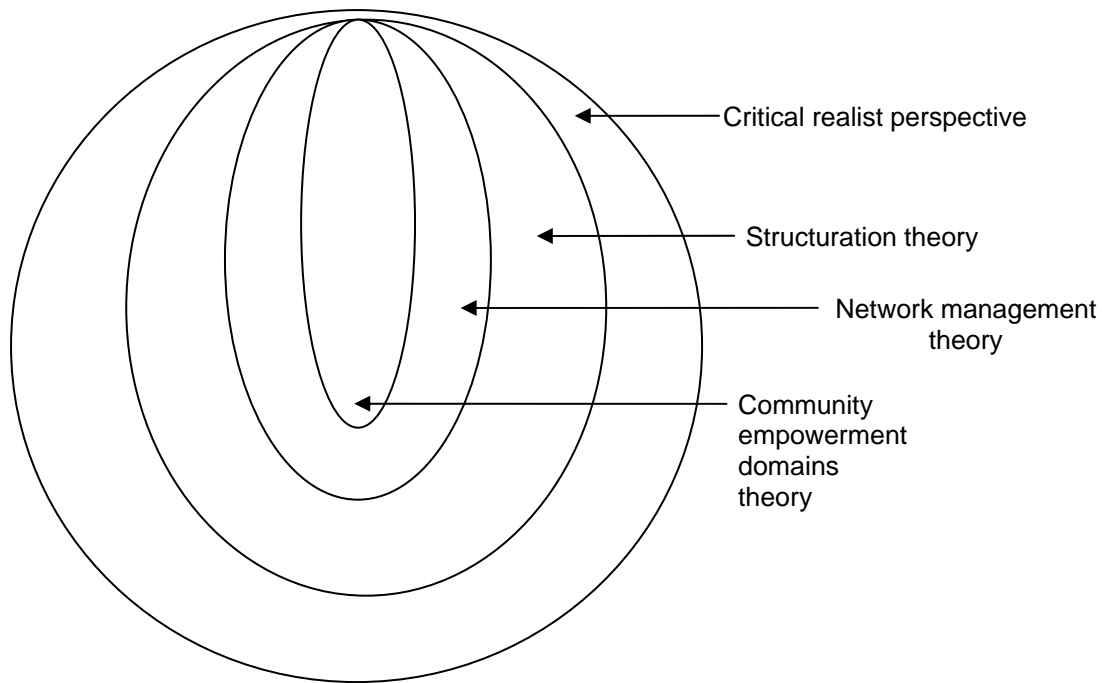 Critical realist perspective
Structuration theory
Network management
theory
Community
empowerment
domains
theory